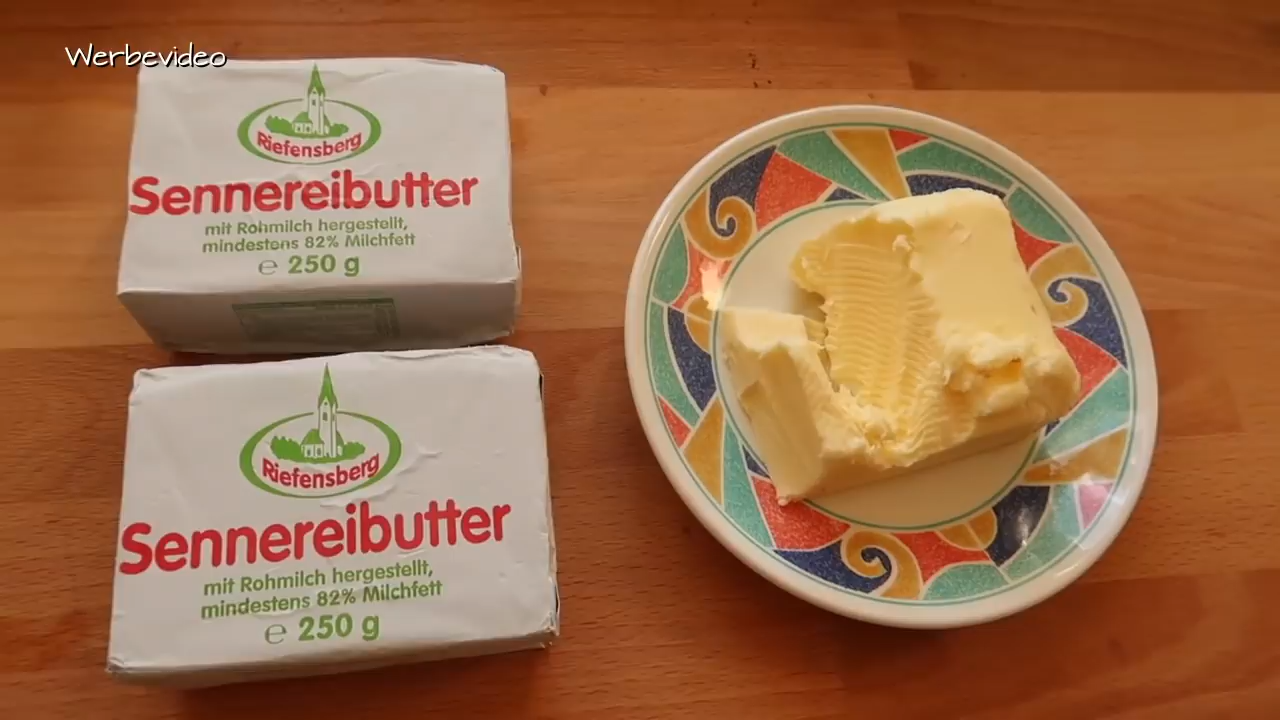 Werbevideo
Riefensberg
Sennereibutter
mit Rohmilch hergestellt,
mindestens 82% Milchfett
℮ 250 g
Riefensberg
Sennereibutter
mit Rohmilch hergestellt,
mindestens 82% Milchfett
℮ 250 g